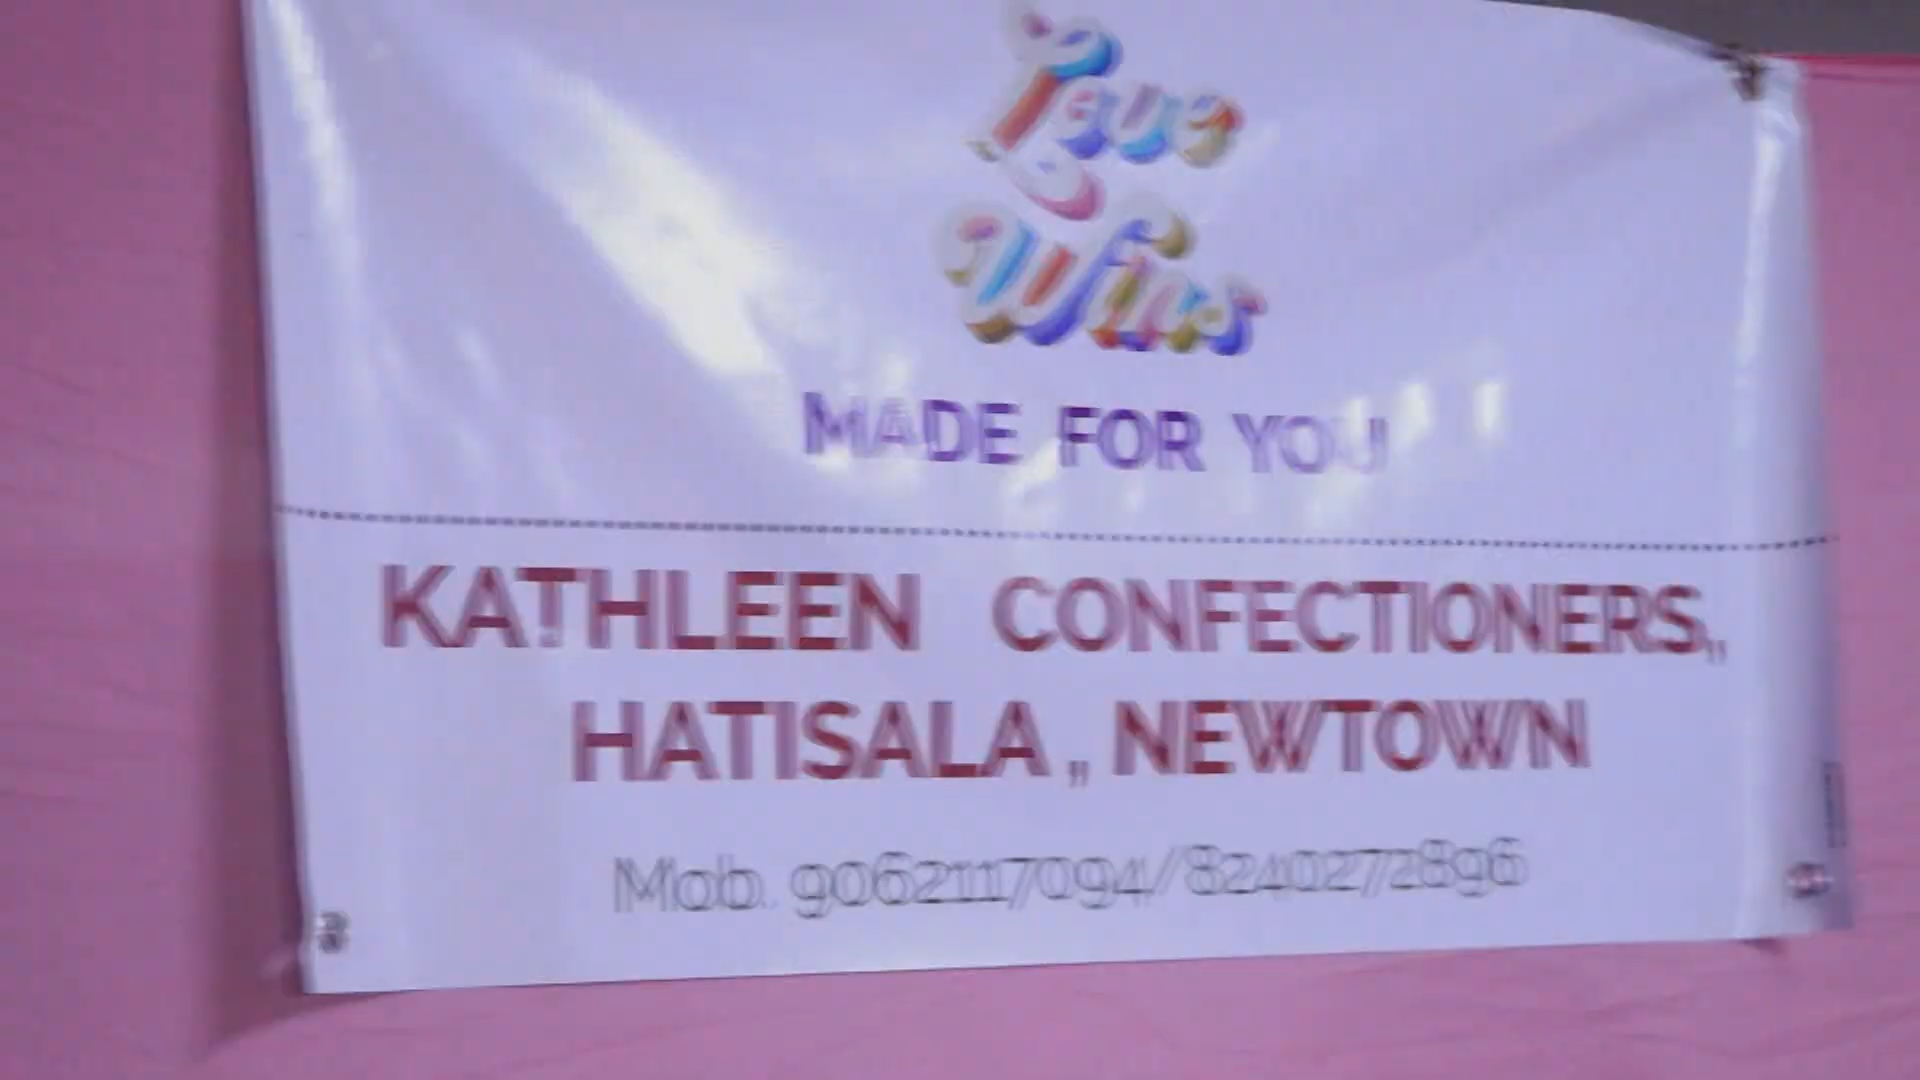 Love
Wins
MADE FOR YOU
KATHLEEN CONFECTIONERS,
HATISALA, NEWTOWN
Mob. 9062117094/8240272896